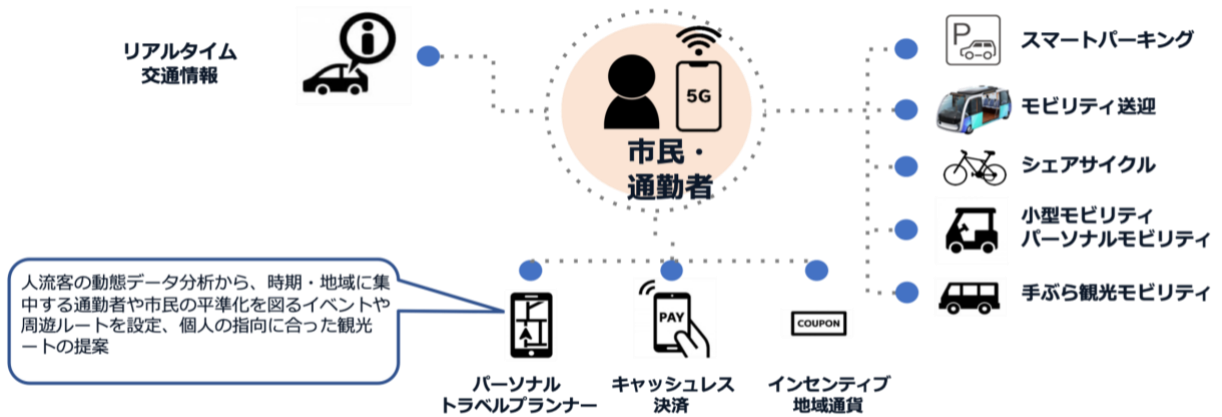 リアルタイム
交通情報
5G
市民・
通勤者
P
スマートパーキング
モビリティ送迎
シェアサイクル
小型モビリティ
パーソナルモビリティ
手ぶら観光モビリティ
人流客の動態データ分析から、時期・地域に集
中する通勤者や市民の平準化を図るイベントや
周遊ルートを設定、個人の指向に合った観光
ートの提案
PAY
COUPON
パーソナル
トラベルプランナー
キャッシュレス
決済
インセンティブ
地域通貨